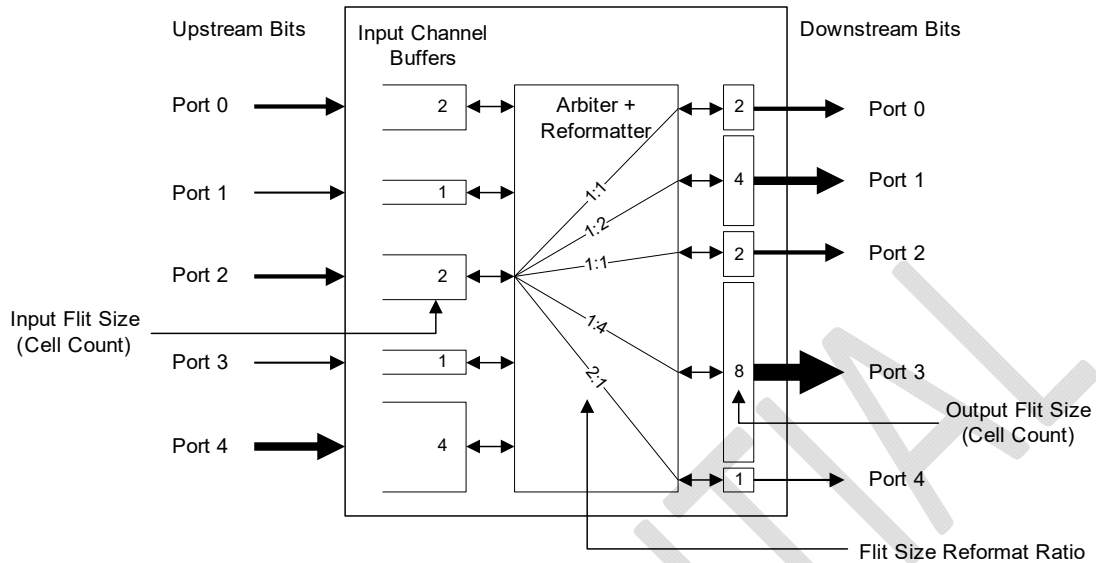 Upstream Bits
Input Channel
Buffers
Downstream Bits
Port 0
2
Arbiter +
Reformatter
2
Port 0
1:1
Port 1
1
1:2
4
Port 1
Port 2
2
1:1
2
Port 2
Input Flit Size
(Cell Count)
1:4
Port 3
1
2:1
8
Port 3
Output Flit Size
(Cell Count)
Port 4
4
1
Port 4
Flit Size Reformat Ratio
NTIAL